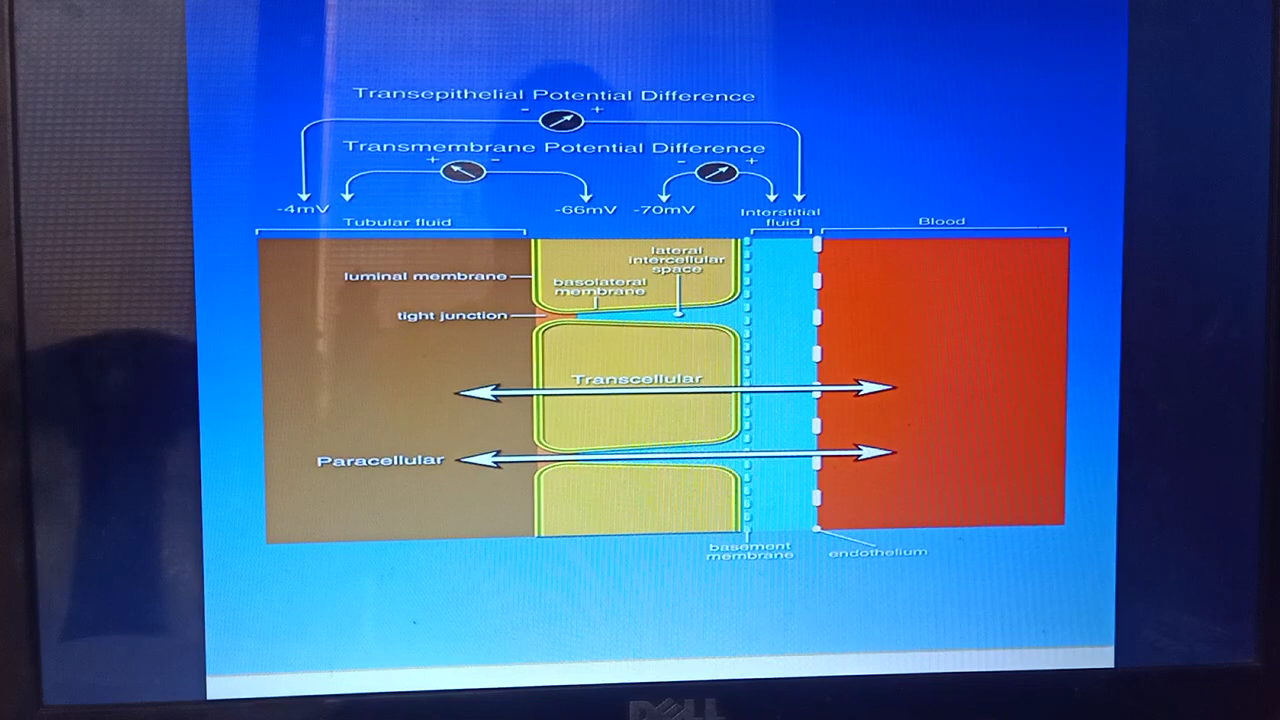 Transepithelial Potential Difference
- +
Transmembrane Potential Difference
+ - - +
-4mV -66mV -70mV
Tubular fluid
Interstitial
fluid
Blood
luminal membrane
lateral
intercellular
space
basolateral
membrane
tight junction
Transcellular
Paracellular
basement
membrane
endothelium
DELL